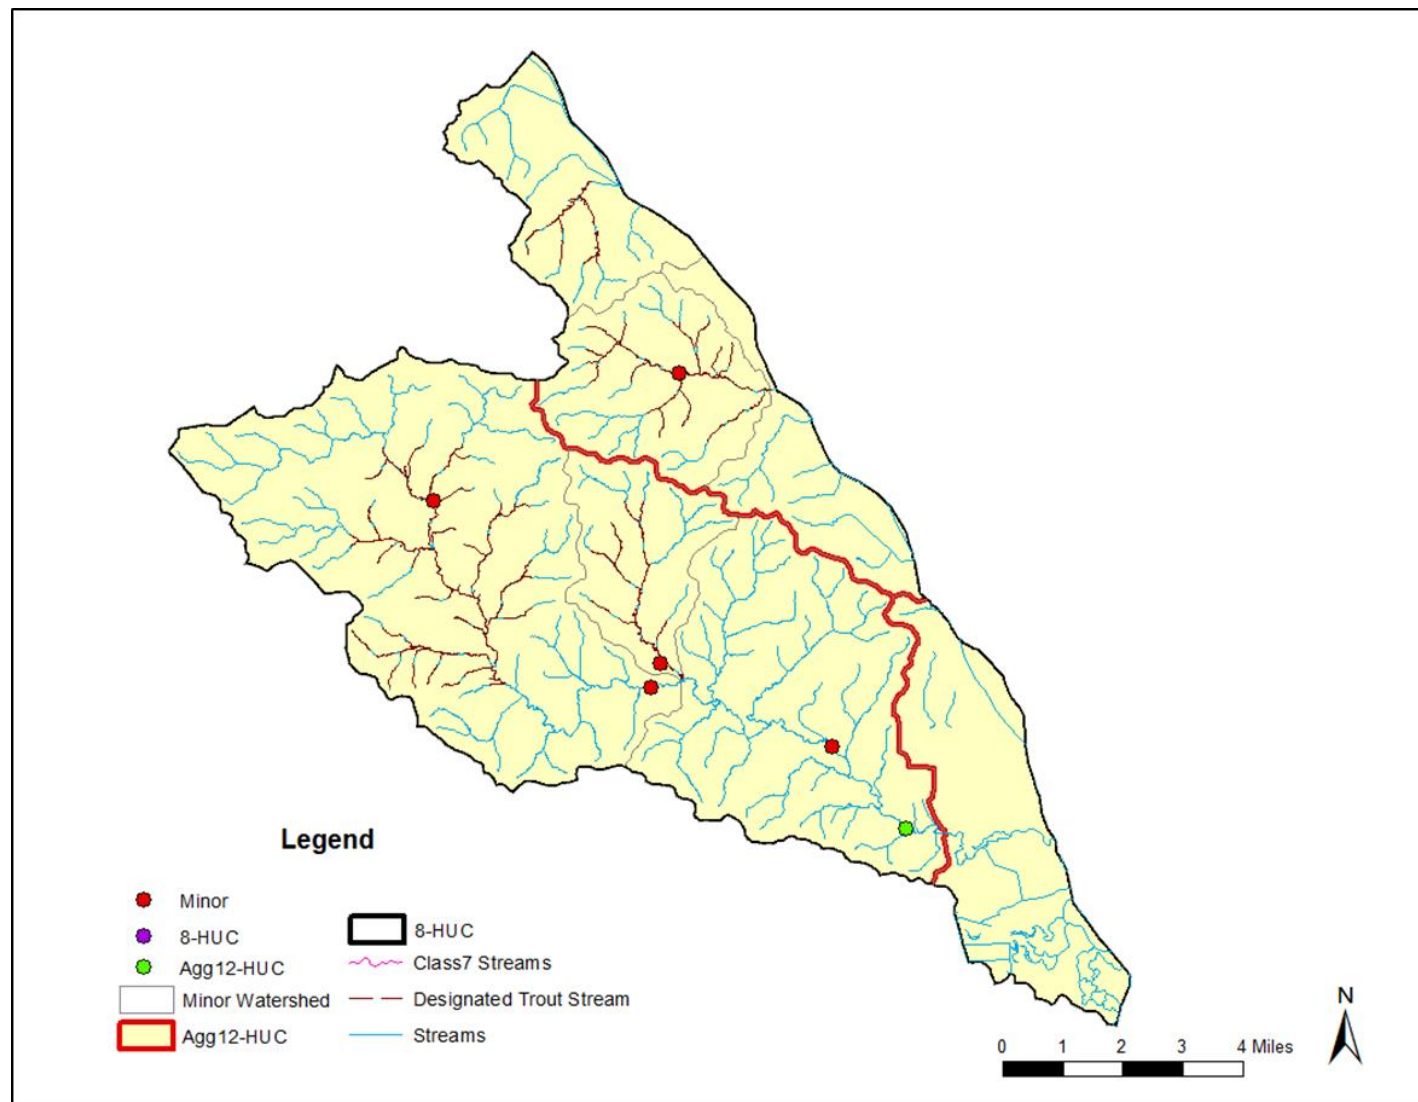 Legend
Minor
8-HUC
Agg12-HUC
Minor Watershed
Agg12-HUC
8-HUC
Class7 Streams
Designated Trout Stream
Streams
N
0 1 2 3 4 Miles